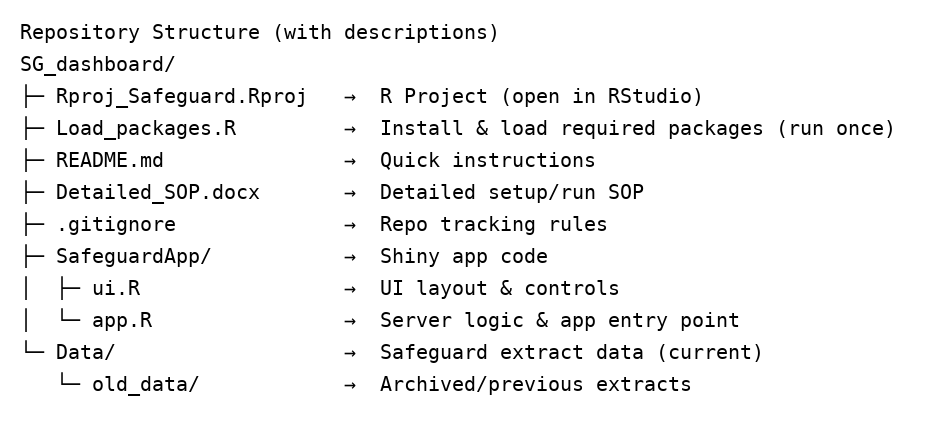 Repository Structure (with descriptions)
SG_dashboard/
├─ Rproj_Safeguard.Rproj   →  R Project (open in RStudio)
├─ Load_packages.R         →  Install & load required packages (run once)
├─ README.md               →  Quick instructions
├─ Detailed_SOP.docx       →  Detailed setup/run SOP
├─ .gitignore              →  Repo tracking rules
├─ SafeguardApp/           →  Shiny app code
│  ├─ ui.R                 →  UI layout & controls
│  └─ app.R                →  Server logic & app entry point
└─ Data/                   →  Safeguard extract data (current)
   └─ old_data/            →  Archived/previous extracts